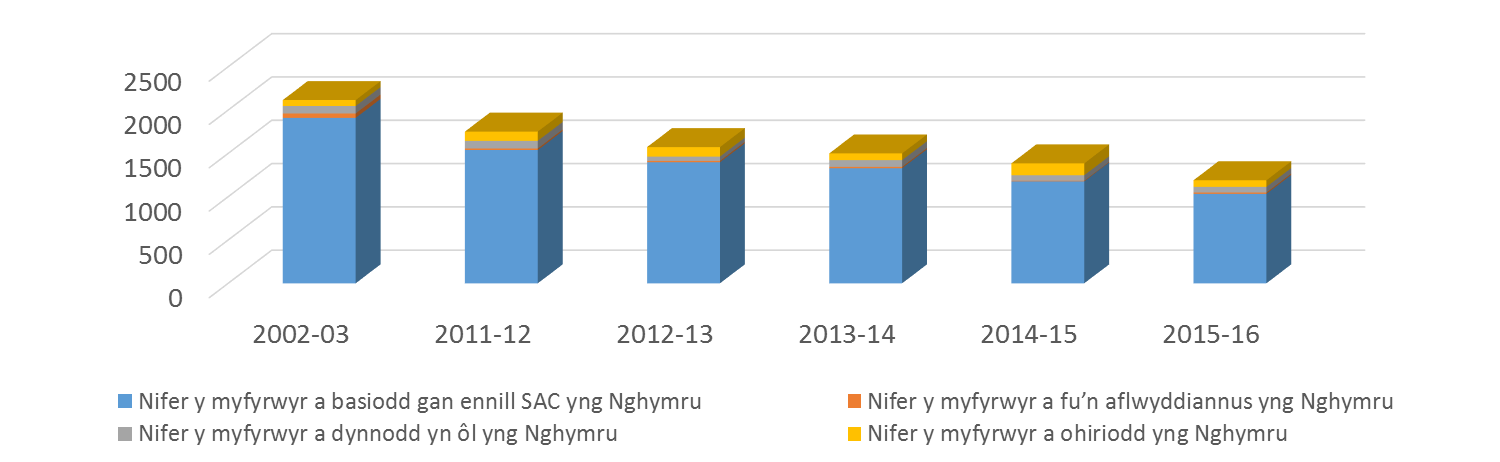 2500
2000
1500
1000
500
0
2002-03 2011-12 2012-13 2013-14 2014-15 2015-16
Nifer y myfyrwyr a basiodd gan ennill SAC yng Nghymru
Nifer y myfyrwyr a fu’n aflwyddiannus yng Nghymru
Nifer y myfyrwyr a dynnodd yn ôl yng Nghymru
Nifer y myfyrwyr a ohiriodd yng Nghymru